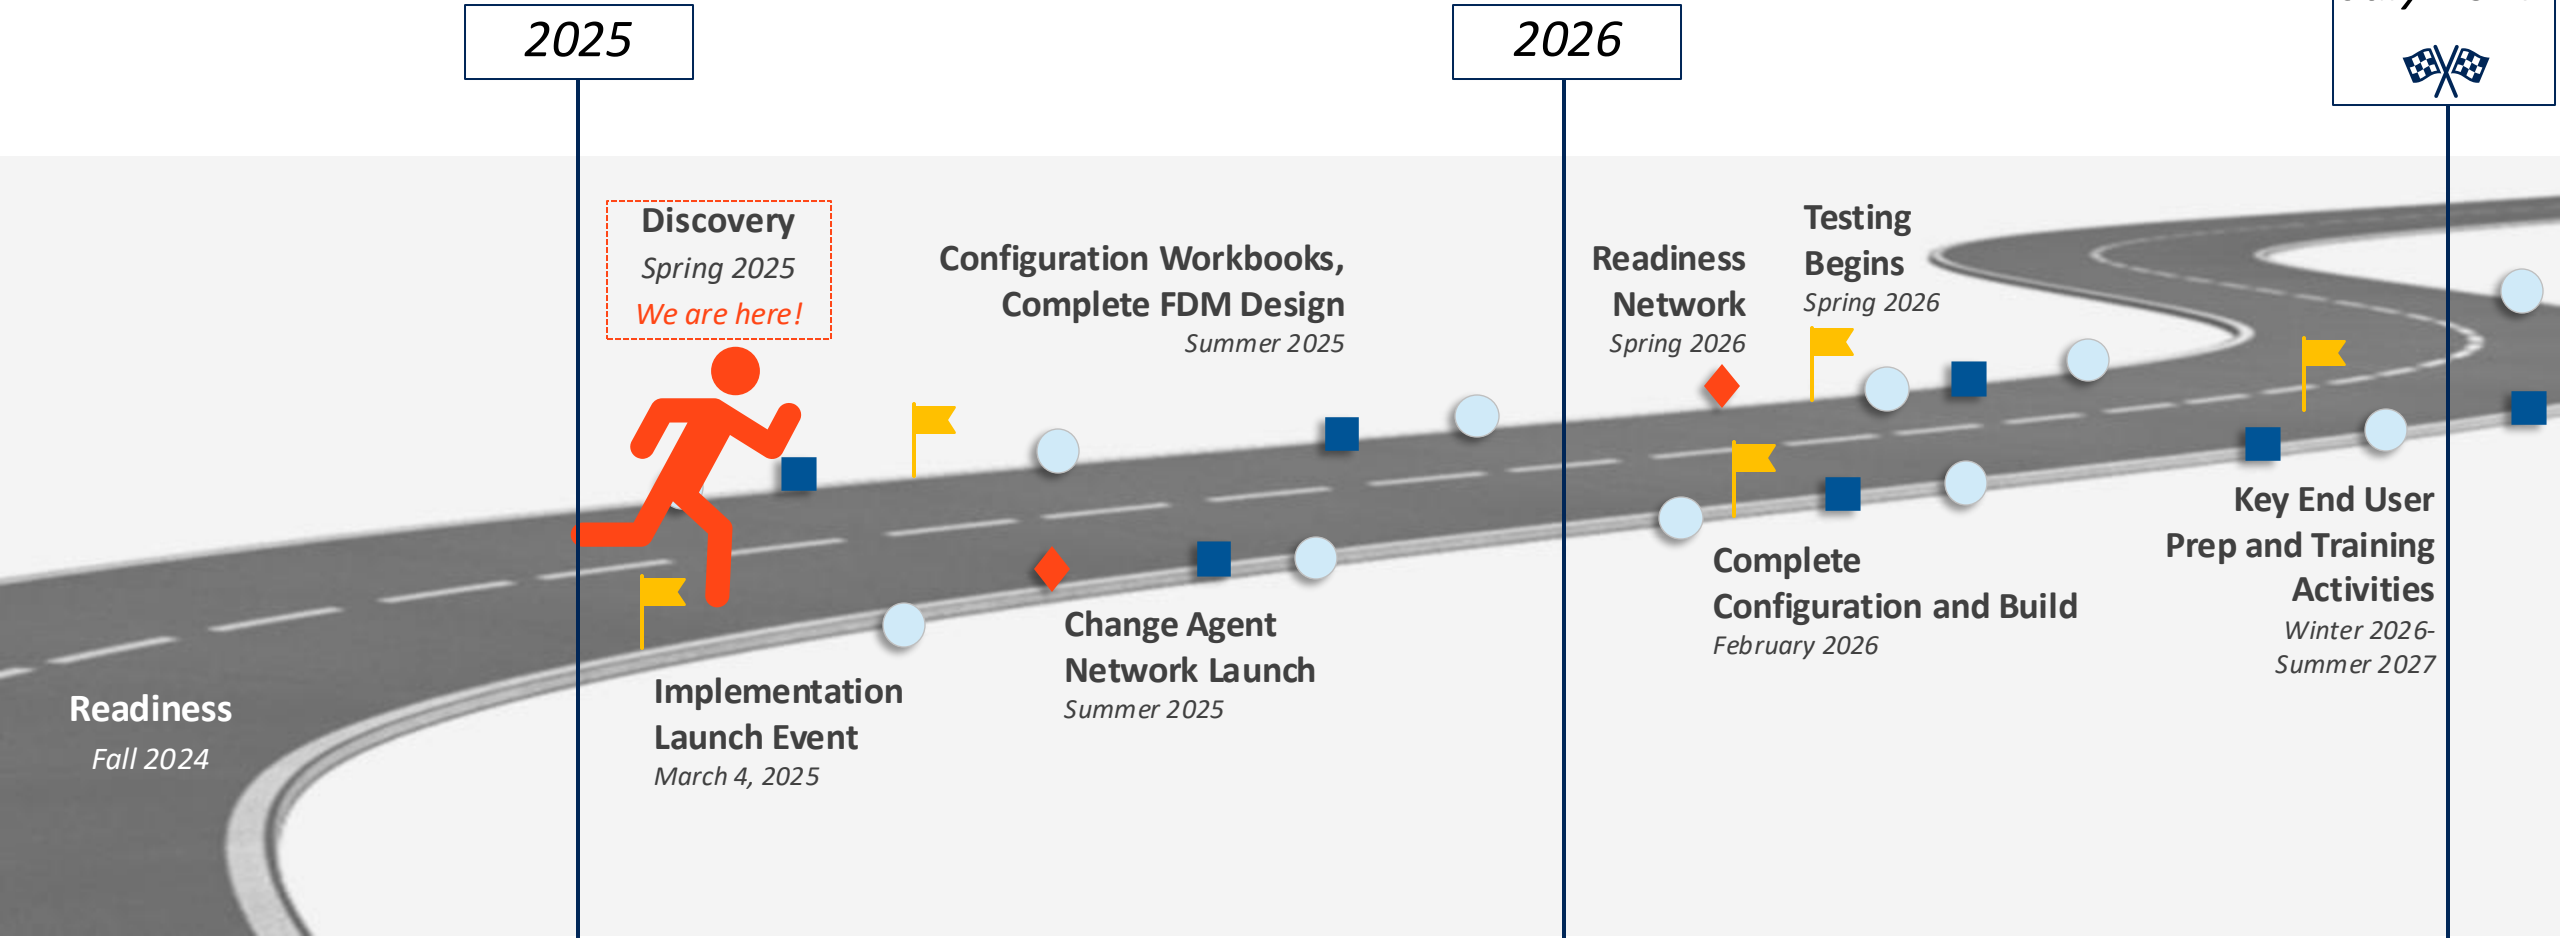 2025
2026
Discovery
Spring 2025
We are here!
Configuration Workbooks,
Complete FDM Design
Summer 2025
Readiness
Network
Spring 2026
Testing
Begins
Spring 2026
Readiness
Fall 2024
Implementation
Launch Event
March 4, 2025
Change Agent
Network Launch
Summer 2025
Complete
Configuration and Build
February 2026
Key End User
Prep and Training
Activities
Winter 2026-
Summer 2027